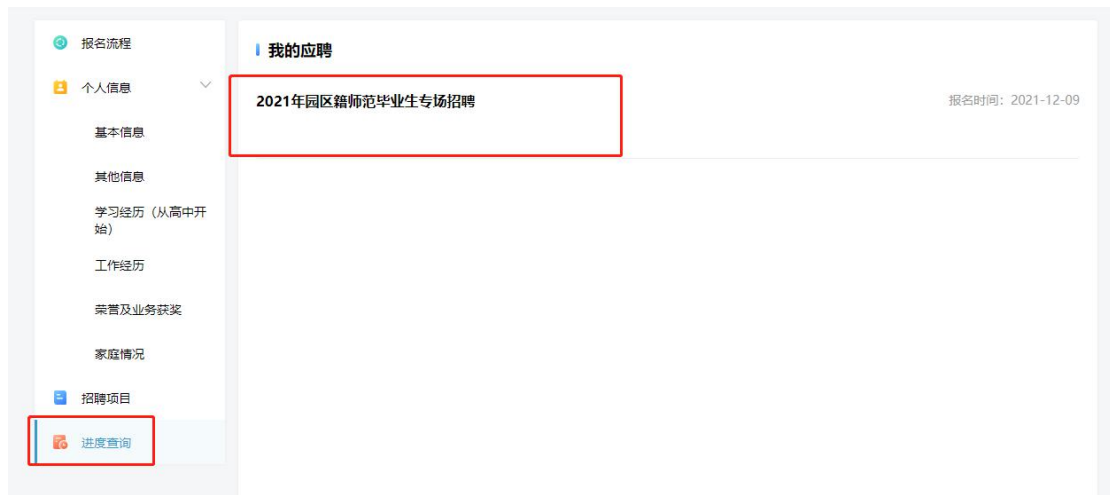 报名流程
个人信息
基本信息
其他信息
学习经历（从高中开
始）
工作经历
荣誉及业务获奖
家庭情况
招聘项目
进度查询
我的应聘
2021年园区籍师范毕业生专场招聘
报名时间：2021-12-09